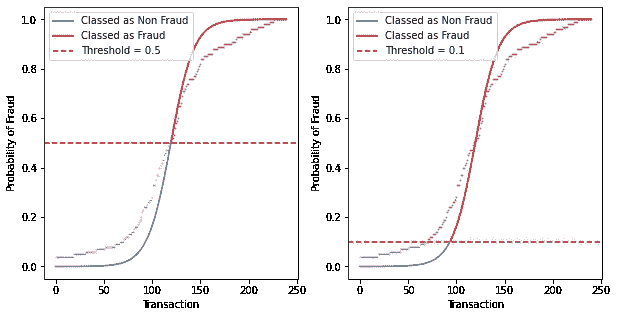 Classed as Non Fraud
Classed as Fraud
Threshold = 0.5
Probability of Fraud
1.0
0.8
0.6
0.4
0.2
0.0
0
50
100
150
200
250
Transaction
Classed as Non Fraud
Classed as Fraud
Threshold = 0.1
Probability of Fraud
1.0
0.8
0.6
0.4
0.2
0.0
0
50
100
150
200
250
Transaction